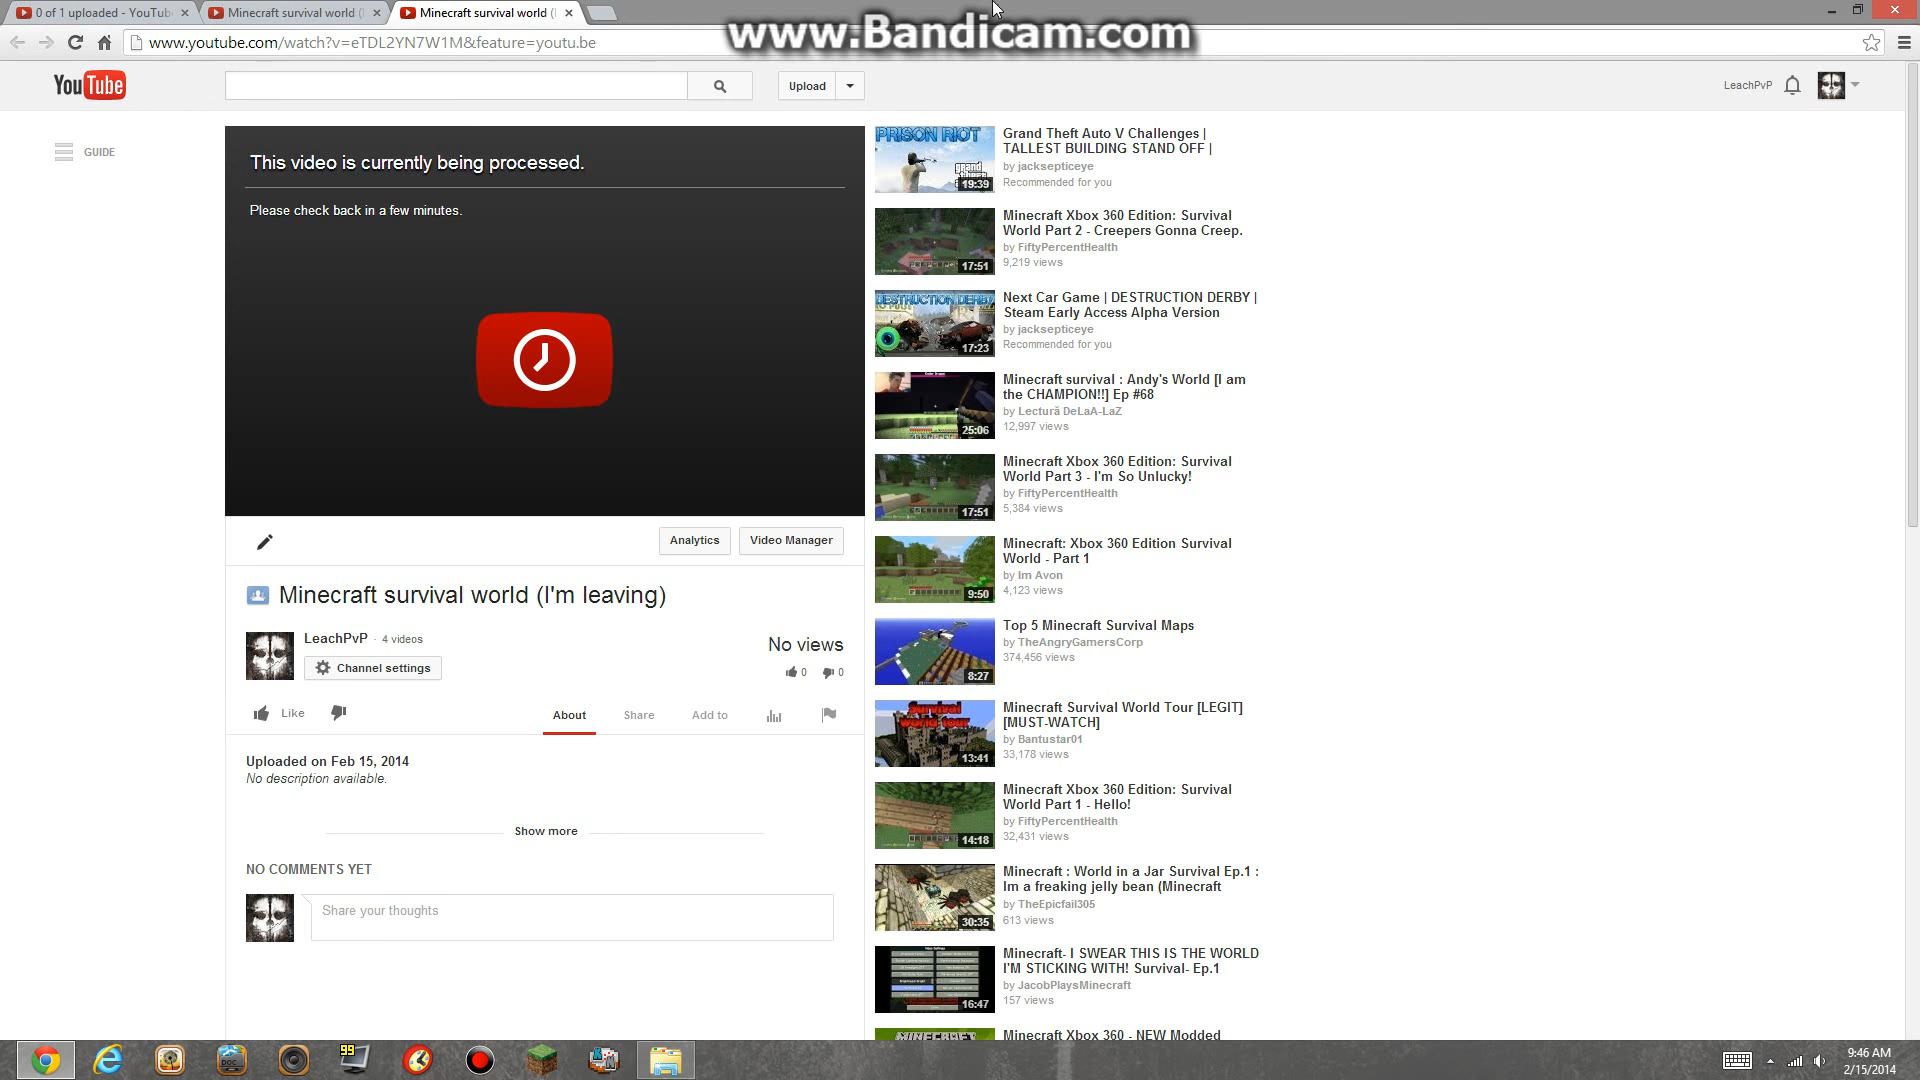 0 of 1 uploaded - YouTub
Minecraft survival world (
Minecraft survival world (
www.Bandicam.com
www.youtube.com/watch?v=eTDL2YN7W1M&feature=youtu.be
YouTube
Upload
LeachPvP
GUIDE
This video is currently being processed.
Please check back in a few minutes.
Analytics
Video Manager
Minecraft survival world (I'm leaving)
LeachPvP · 4 videos
Channel settings
No views
0
0
Like
About
Share
Add to
Uploaded on Feb 15, 2014
No description available.
Show more
NO COMMENTS YET
Share your thoughts
PRISON RIOT
19:39
Grand Theft Auto V Challenges |
TALLEST BUILDING STAND OFF |
by jacksepticeye
Recommended for you
17:51
Minecraft Xbox 360 Edition: Survival
World Part 2 - Creepers Gonna Creep.
by FiftyPercentHealth
9,219 views
DESTRUCTION DERBY
17:23
Next Car Game | DESTRUCTION DERBY |
Steam Early Access Alpha Version
by jacksepticeye
Recommended for you
25:06
Minecraft survival : Andy's World [I am
the CHAMPION!!] Ep #68
by Lectură DeLaA-LaZ
12,997 views
17:51
Minecraft Xbox 360 Edition: Survival
World Part 3 - I'm So Unlucky!
by FiftyPercentHealth
5,384 views
9:50
Minecraft: Xbox 360 Edition Survival
World - Part 1
by Im Avon
4,123 views
8:27
Top 5 Minecraft Survival Maps
by TheAngryGamersCorp
374,456 views
Survival
world tour
13:41
Minecraft Survival World Tour [LEGIT]
[MUST-WATCH]
by Bantustar01
33,178 views
14:18
Minecraft Xbox 360 Edition: Survival
World Part 1 - Hello!
by FiftyPercentHealth
32,431 views
30:35
Minecraft : World in a Jar Survival Ep.1 :
Im a freaking jelly bean (Minecraft
by TheEpicfail305
613 views
16:47
Minecraft- I SWEAR THIS IS THE WORLD
I'M STICKING WITH! Survival- Ep.1
by JacobPlaysMinecraft
157 views
MINECRAFT
Minecraft Xbox 360 - NEW Modded
99
9:46 AM
2/15/2014